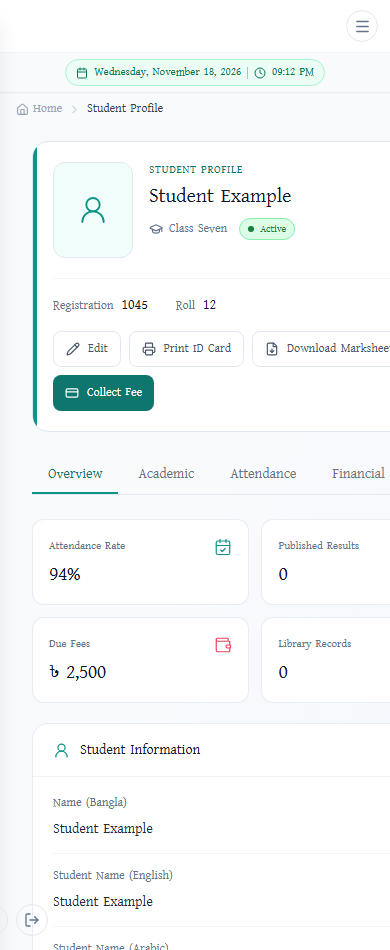 Wednesday, November 18, 2026 | 09:12 PM
Home > Student Profile
STUDENT PROFILE
Student Example
Class Seven Active
Registration 1045 Roll 12
Edit Print ID Card Download Markshee
Collect Fee
Overview Academic Attendance Financial
Attendance Rate Published Results
94% 0
Due Fees Library Records
৳ 2,500 0
Student Information
Name (Bangla)
Student Example
Student Name (English)
Student Example
Student Name (Arabic)